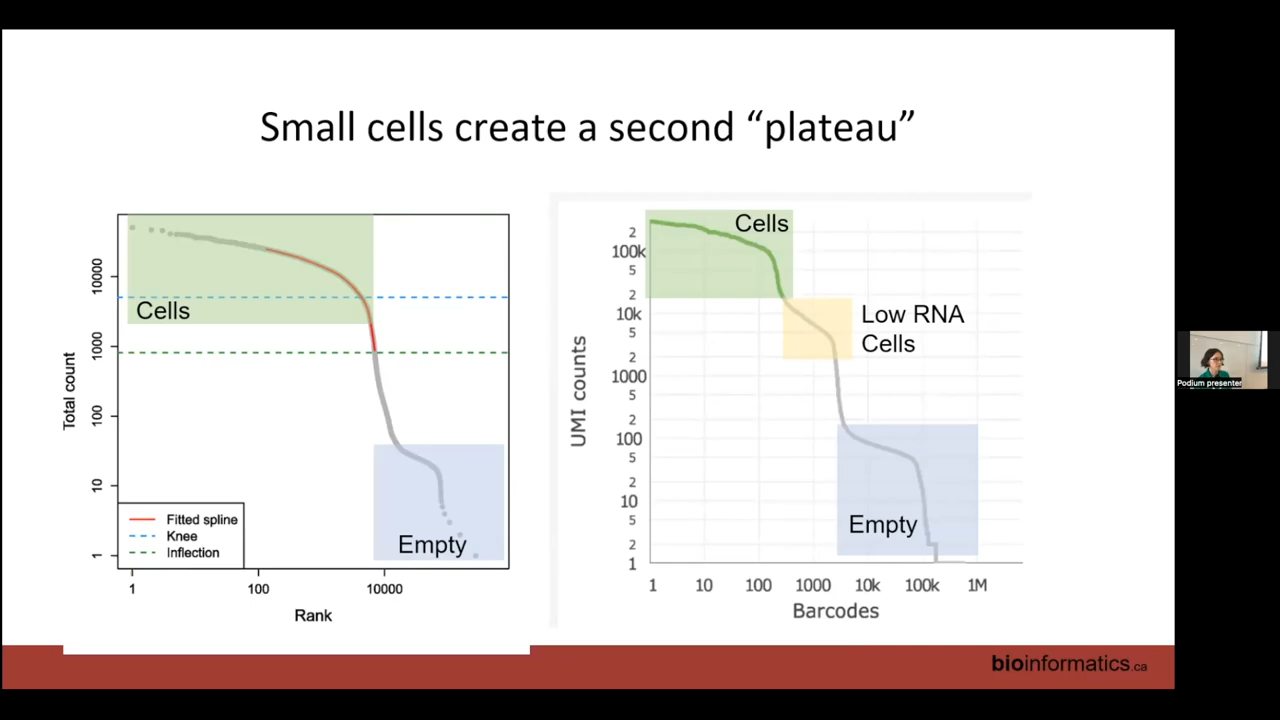 Small cells create a second “plateau”
Total count
10000
1000
100
10
1
Cells
Empty
Fitted spline
Knee
Inflection
1
100
10000
Rank
UMI counts
2
100k
5
2
10k
5
2
1000
5
2
100
5
2
10
5
2
1
Cells
Low RNA
Cells
Empty
1
10
100
1000
10k
100k
1M
Barcodes
bioinformatics.ca
Podium presenter